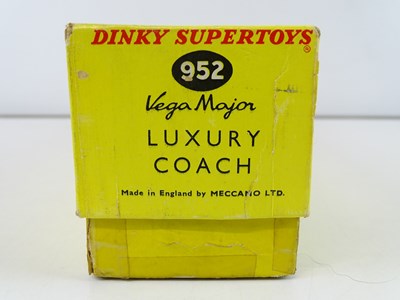 DINKY SUPERTOYS®
952
Vega Major
LUXURY
COACH
Made in England by MECCANO LTD.